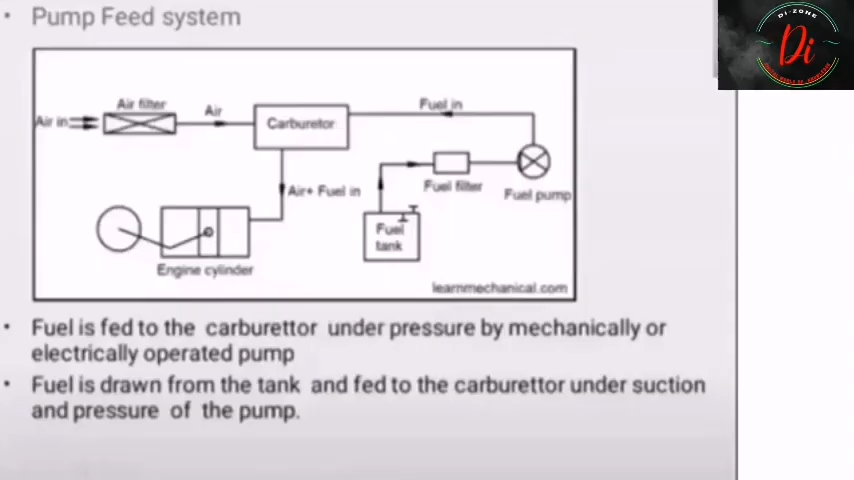 • Pump Feed system
DI-ZONE
Di
Air filter
Air
Fuel in
Air in
Carburetor
Air+ Fuel in
Fuel filter
Fuel pump
Fuel
tank
Engine cylinder
learnmechanical.com
• Fuel is fed to the carburettor under pressure by mechanically or
electrically operated pump
• Fuel is drawn from the tank and fed to the carburettor under suction
and pressure of the pump.